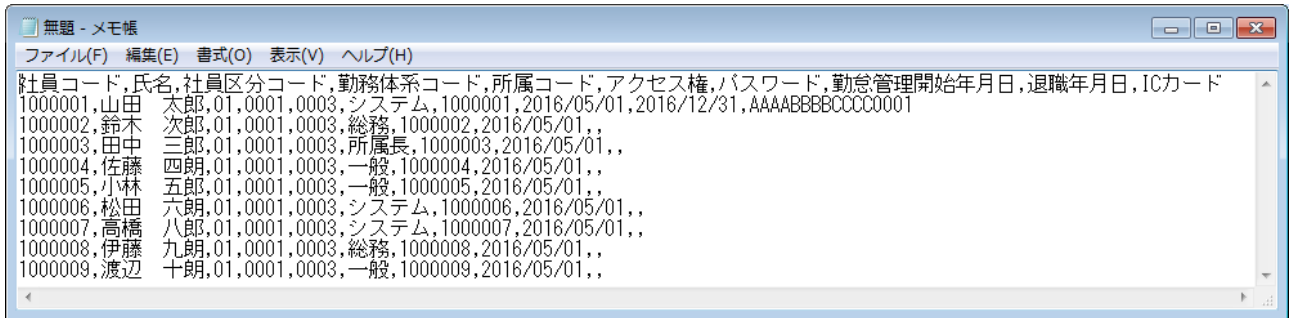 無題 - メモ帳
ファイル(F) 編集(E) 書式(O) 表示(V) ヘルプ(H)
社員コード,氏名,社員区分コード,勤務体系コード,所属コード,アクセス権,パスワード,勤怠管理開始年月日,退職年月日,ICカード
1000001,山田　太郎,01,0001,0003,システム,1000001,2016/05/01,2016/12/31,AAAABBBBCCCC0001
1000002,鈴木　次郎,01,0001,0003,総務,1000002,2016/05/01,,
1000003,田中　三郎,01,0001,0003,所属長,1000003,2016/05/01,,
1000004,佐藤　四朗,01,0001,0003,一般,1000004,2016/05/01,,
1000005,小林　五郎,01,0001,0003,一般,1000005,2016/05/01,,
1000006,松田　六朗,01,0001,0003,システム,1000006,2016/05/01,,
1000007,高橋　八郎,01,0001,0003,システム,1000007,2016/05/01,,
1000008,伊藤　九朗,01,0001,0003,総務,1000008,2016/05/01,,
1000009,渡辺　十朗,01,0001,0003,一般,1000009,2016/05/01,,